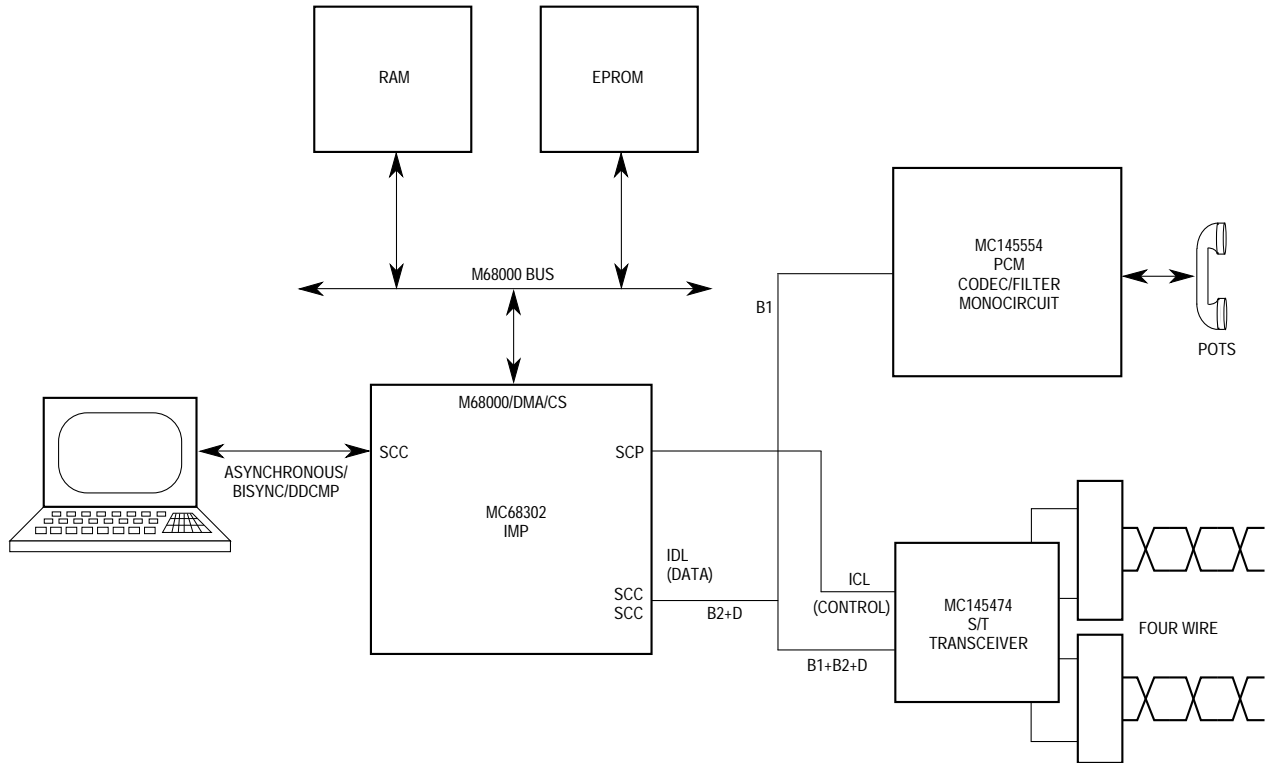 RAM
EPROM
M68000 BUS
MC145554
PCM
CODEC/FILTER
MONOCIRCUIT
B1
POTS
M68000/DMA/CS
SCC
SCP
ASYNCHRONOUS/
BISYNC/DDCMP
MC68302
IMP
IDL
(DATA)
SCC
SCC
B2+D
ICL
(CONTROL)
B1+B2+D
MC145474
S/T
TRANSCEIVER
FOUR WIRE